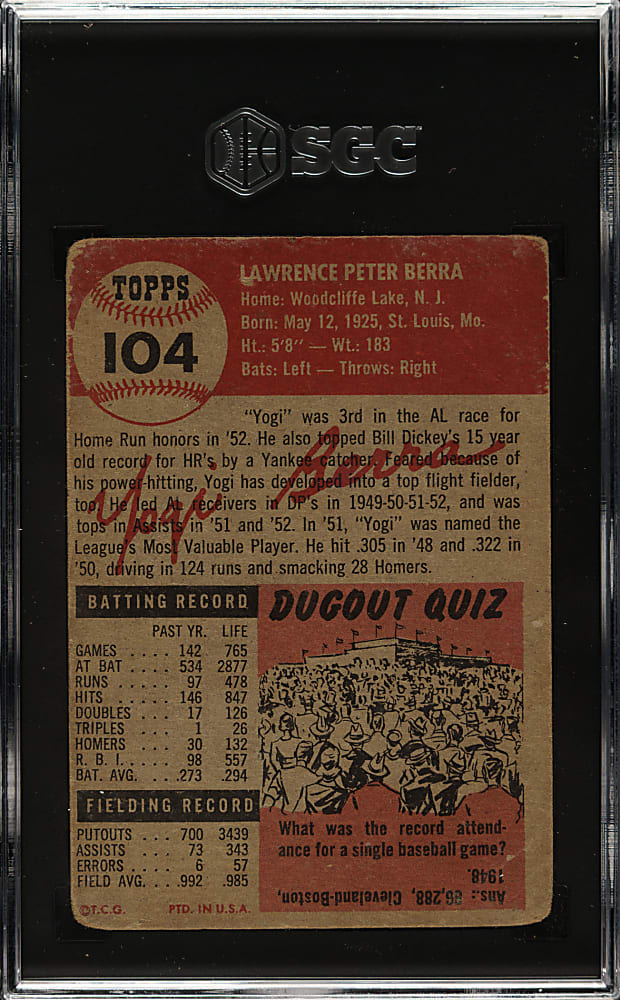 SGC
TOPPS
104
LAWRENCE PETER BERRA
Home: Woodcliffe Lake, N. J.
Born: May 12, 1925, St. Louis, Mo.
Ht.: 5'8" — Wt.: 183
Bats: Left — Throws: Right
"Yogi" was 3rd in the AL race for
Home Run honors in '52. He also topped Bill Dickey's 15 year
old record for HR's by a Yankee catcher. Feared because of
his power-hitting, Yogi has developed into a top flight fielder,
too. He led AL receivers in DP's in 1949-50-51-52, and was
tops in Assists in '51 and '52. In '51, "Yogi" was named the
League's Most Valuable Player. He hit .305 in '48 and .322 in
'50, driving in 124 runs and smacking 28 Homers.
Yogi Berra
BATTING RECORD
PAST YR. LIFE
GAMES .... 142 765
AT BAT .... 534 2877
RUNS ..... 97 478
HITS ..... 146 847
DOUBLES ... 17 126
TRIPLES ... 1 26
HOMERS ... 30 132
R. B. I. .... 98 557
BAT. AVG. ... .273 .294
FIELDING RECORD
PUTOUTS ... 700 3439
ASSISTS ... 73 343
ERRORS .... 6 57
FIELD AVG. ... .992 .985
©T.C.G. PTD. IN U.S.A.
DUGOUT QUIZ
What was the record attend-
ance for a single baseball game?
Ans.: 86,288, Cleveland-Boston,
1948.